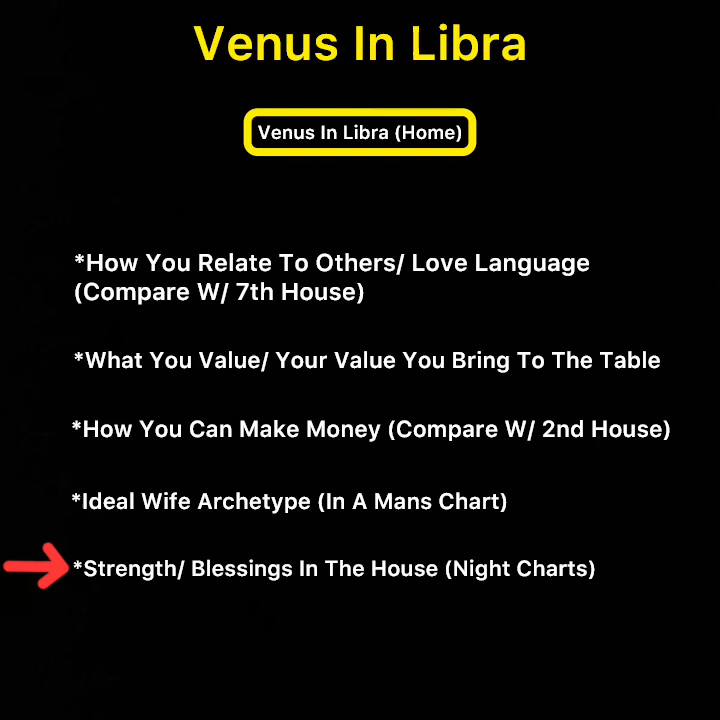 Venus In Libra
Venus In Libra (Home)
*How You Relate To Others/ Love Language
(Compare W/ 7th House)
*What You Value/ Your Value You Bring To The Table
*How You Can Make Money (Compare W/ 2nd House)
*Ideal Wife Archetype (In A Mans Chart)
*Strength/ Blessings In The House (Night Charts)